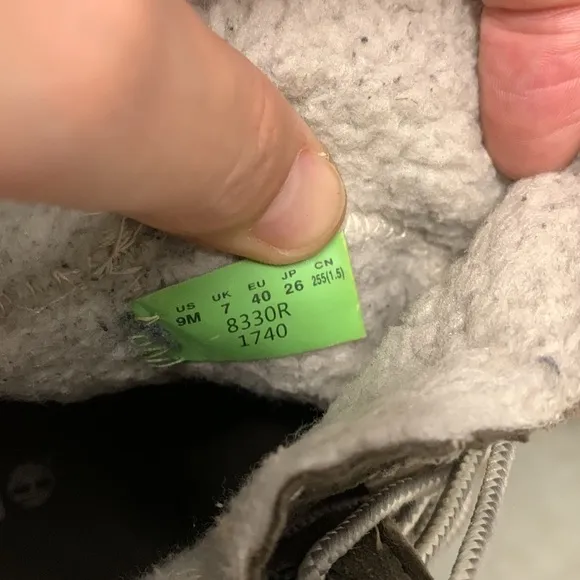 US UK EU JP CN
9M 7 40 26 255(1.5)
8330R
1740